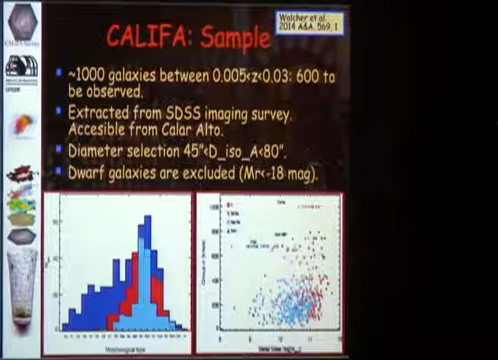 Walcher et al.
2014 A&A, 569, 1
CALIFA: Sample
~1000 galaxies between 0.005<z<0.03: 600 to
be observed.
Extracted from SDSS imaging survey.
Accesible from Calar Alto.
Diameter selection 45"<D_iso_A<80".
Dwarf galaxies are excluded (Mr<-18 mag).
Morphological type